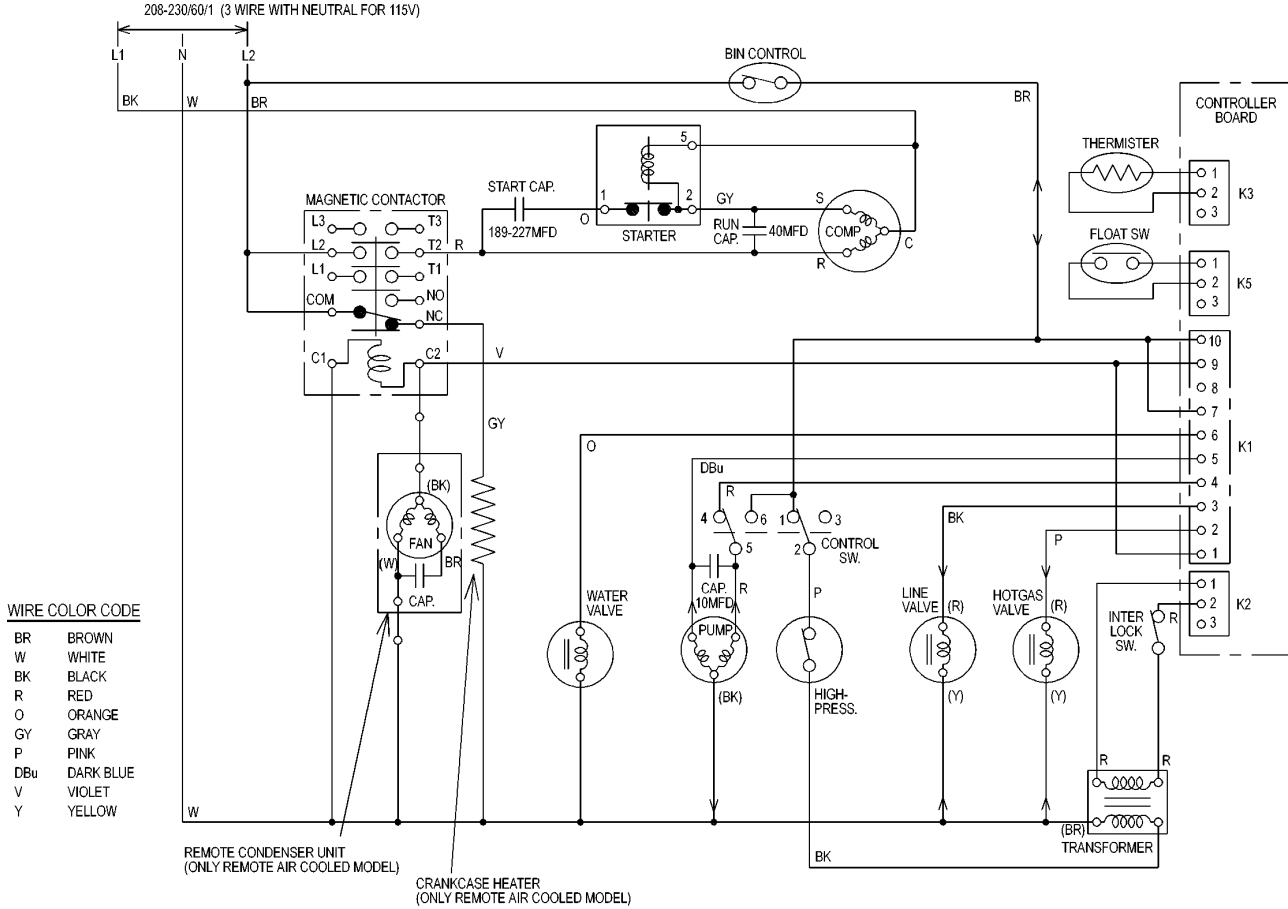 208-230/60/1 (3 WIRE WITH NEUTRAL FOR 115V)
L1
N
L2
BIN CONTROL
BK
W
BR
BR
CONTROLLER
BOARD
THERMISTER
1
2
3
K3
5
START CAP.
189-227MFD
O
1
2
STARTER
GY
RUN
CAP.
40MFD
S
COMP
R
C
MAGNETIC CONTACTOR
L3
T3
L2
T2
R
L1
T1
NO
COM
NC
C1
C2
V
FLOAT SW
1
2
3
K5
10
9
8
7
6
5
4
3
2
1
K1
GY
O
DBu
R
4
6
5
1
3
2
CONTROL
SW.
BK
P
(BK)
FAN
(W)
BR
CAP.
CAP.
10MFD
R
P
WATER
VALVE
PUMP
(BK)
HIGH-
PRESS.
LINE
VALVE
(R)
(Y)
HOTGAS
VALVE
(R)
(Y)
INTER
LOCK
SW.
R
1
2
3
K2
R
R
(BR)
TRANSFORMER
BK
W
WIRE COLOR CODE
BR BROWN
W WHITE
BK BLACK
R RED
O ORANGE
GY GRAY
P PINK
DBu DARK BLUE
V VIOLET
Y YELLOW
REMOTE CONDENSER UNIT
(ONLY REMOTE AIR COOLED MODEL)
CRANKCASE HEATER
(ONLY REMOTE AIR COOLED MODEL)